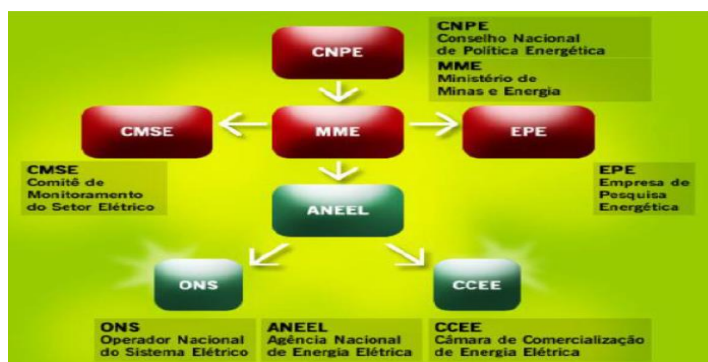 CNPE
CNPE
Conselho Nacional
de Política Energética
MME
Ministério de
Minas e Energia
CMSE
MME
EPE
CMSE
Comitê de
Monitoramento
do Setor Elétrico
EPE
Empresa de
Pesquisa
Energética
ANEEL
ONS
CCEE
ONS
Operador Nacional
do Sistema Elétrico
ANEEL
Agência Nacional
de Energia Elétrica
CCEE
Câmara de Comercialização
de Energia Elétrica